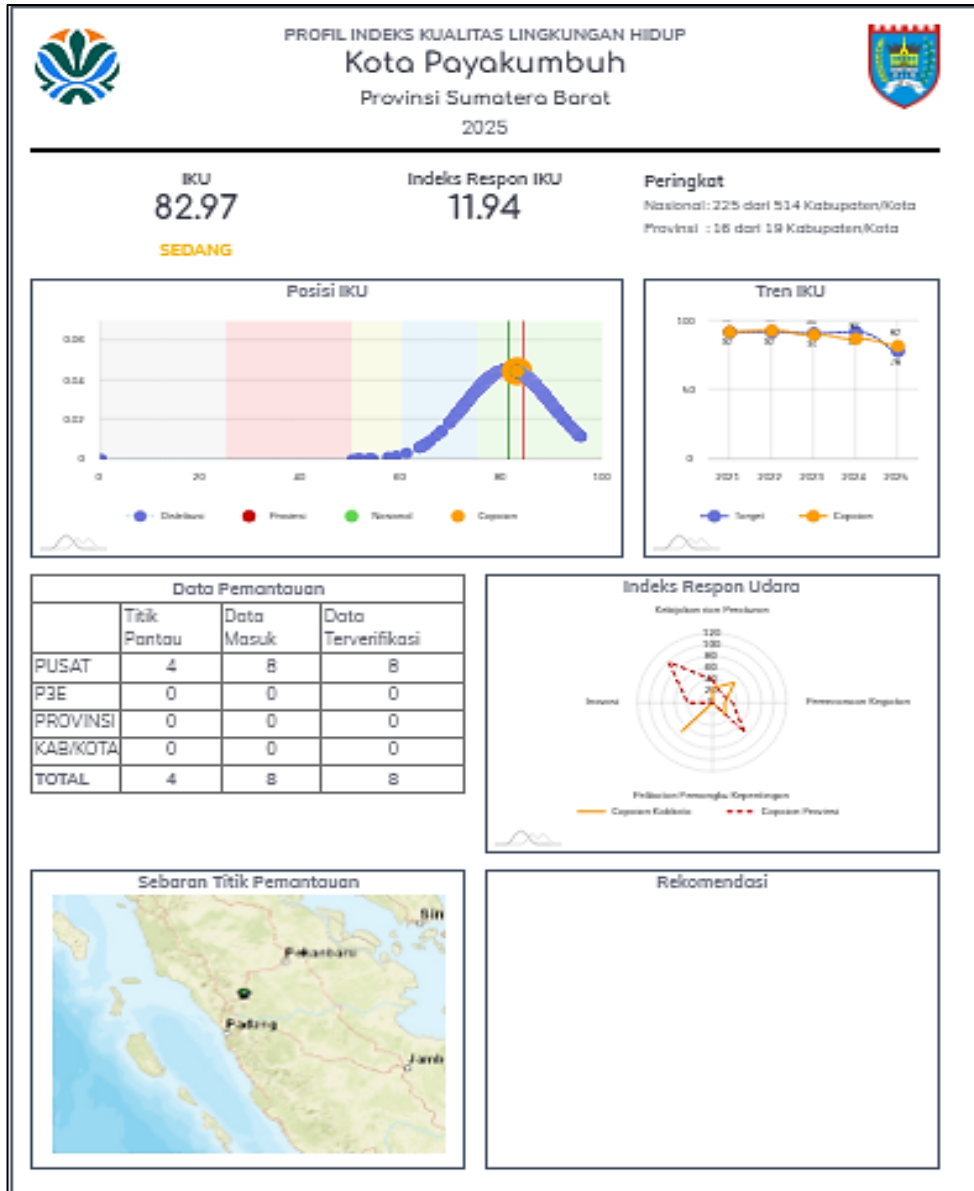 PROFIL INDEKS KUALITAS LINGKUNGAN HIDUP
Kota Payakumbuh
Provinsi Sumatera Barat
2025
IKU
82.97
SEDANG
Indeks Respon IKU
11.94
Peringkat
Nasional : 225 dari 514 Kabupaten/Kota
Provinsi : 16 dari 19 Kabupaten/Kota
Posisi IKU
0.06
0.04
0.02
0
0 20 40 60 80 100
Distribusi Provinsi Nasional Capaian
Tren IKU
100
50
0
2021 2022 2023 2024 2025
Target Capaian
Data Pemantauan
Titik Pantau Data Masuk Data Terverifikasi
PUSAT 4 8 8
P3E 0 0 0
PROVINSI 0 0 0
KAB/KOTA 0 0 0
TOTAL 4 8 8
Indeks Respon Udara
Kebijakan dan Peraturan
120
100
80
60
Inovasi
Perencanaan Kegiatan
Pelibatan Pemangku Kepentingan
Capaian Kab/kota Capaian Provinsi
Sebaran Titik Pemantauan
Sin
Pekanbaru
Padang
Jamb
Rekomendasi